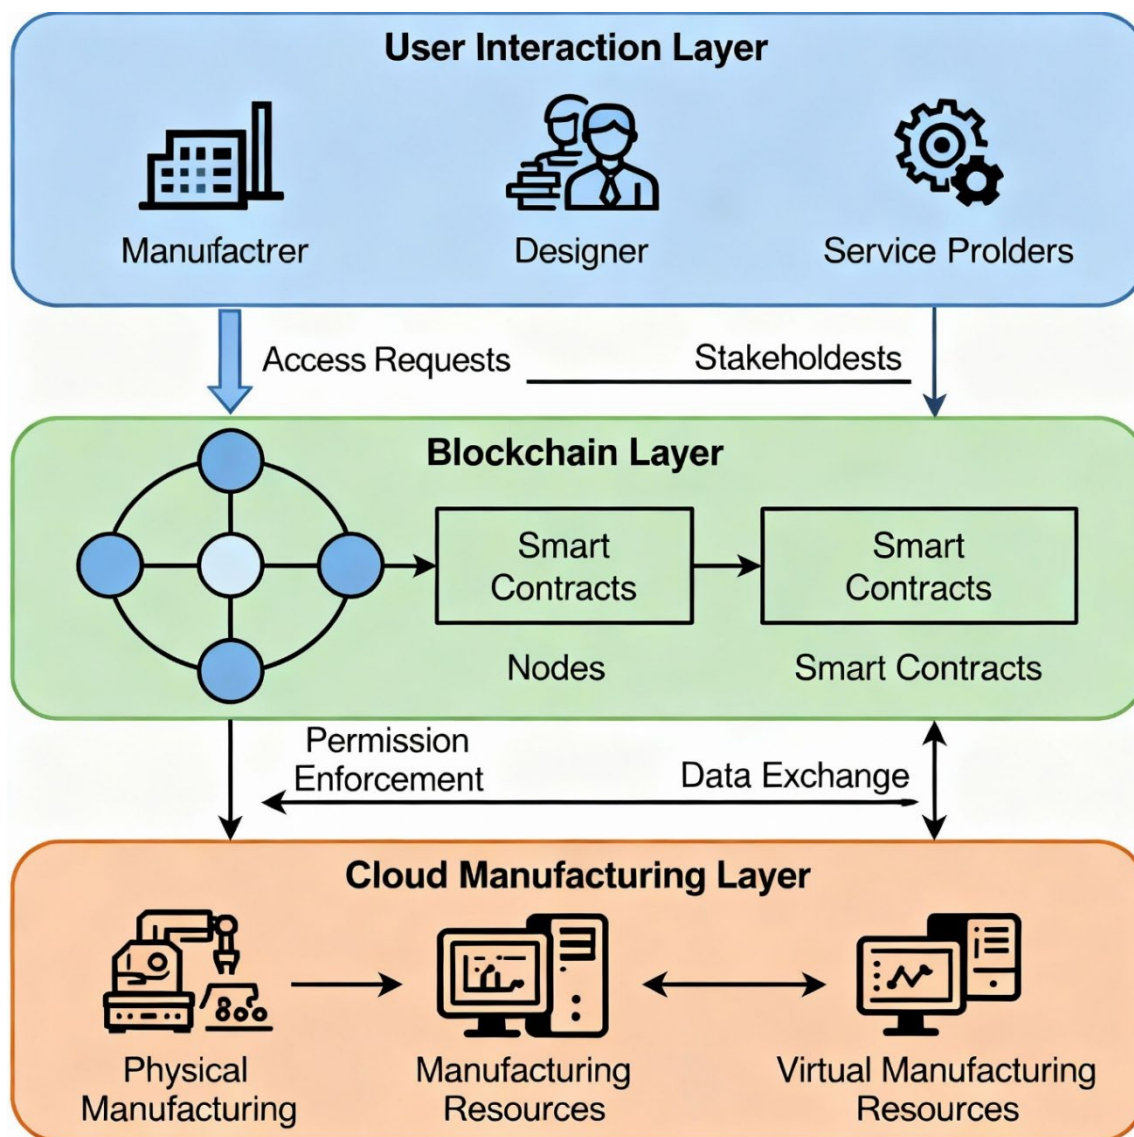 User Interaction Layer
Manuıfactrer
Designer
Service Prolders
Access Requests
Stakeholdests
Blockchain Layer
Smart
Contracts
Smart
Contracts
Nodes
Smart Contracts
Permission
Enforcement
Data Exchange
Cloud Manufacturing Layer
Physical
Manufacturing
Manufacturing
Resources
Virtual Manufacturing
Resources